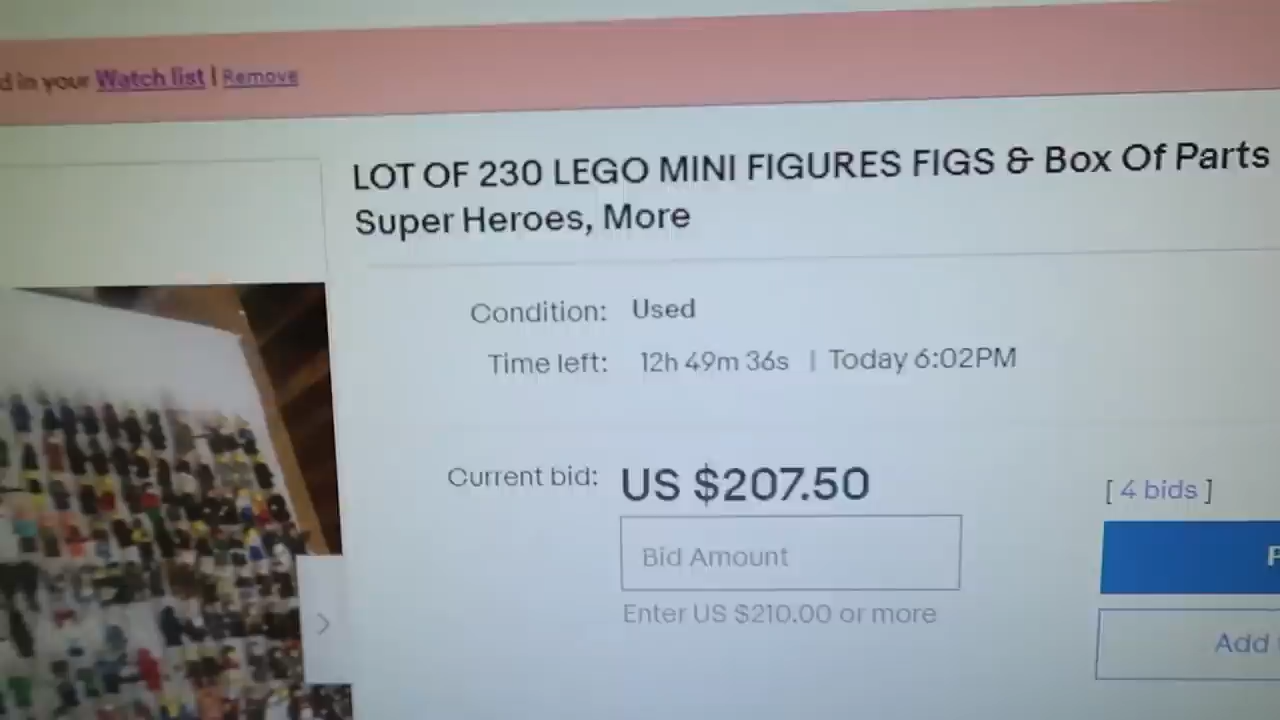 d in your Watch list | Remove
LOT OF 230 LEGO MINI FIGURES FIGS & Box Of Parts
Super Heroes, More
Condition: Used
Time left: 12h 49m 36s | Today 6:02PM
Current bid: US $207.50 [ 4 bids ]
Bid Amount
Enter US $210.00 or more
Add